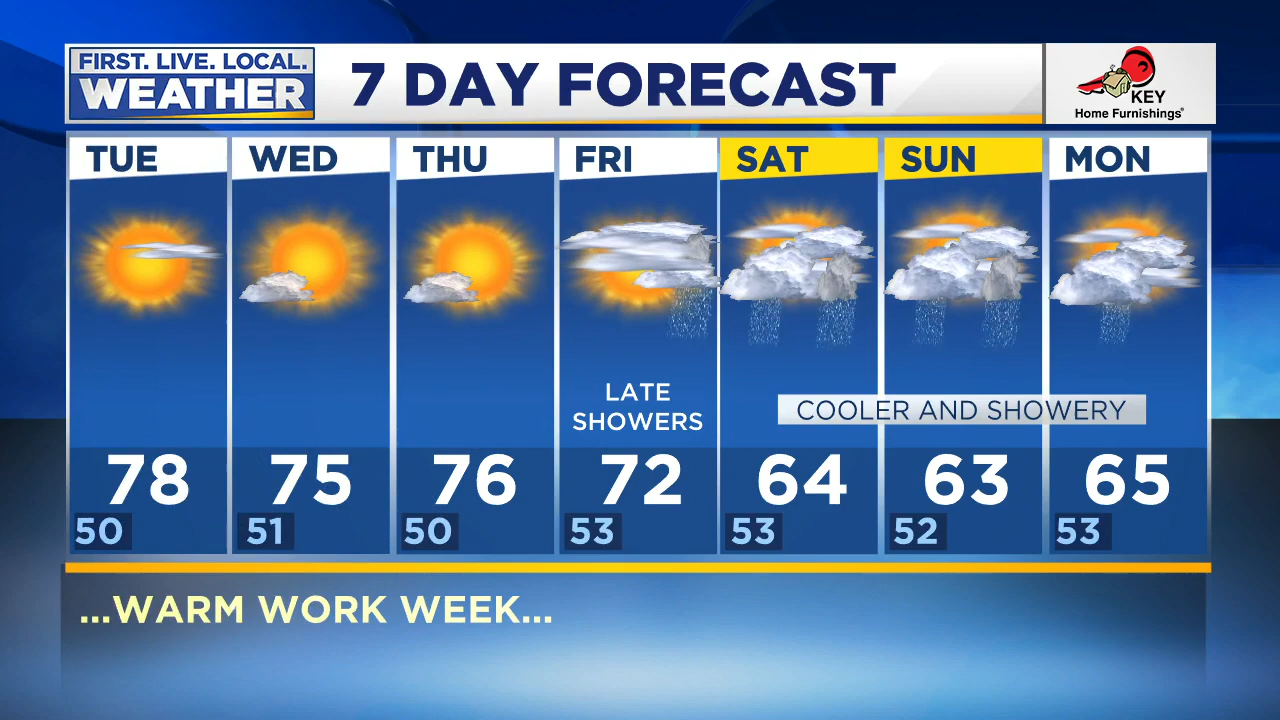 FIRST. LIVE. LOCAL.
WEATHER
7 DAY FORECAST
KEY
Home Furnishings®
TUE WED THU FRI SAT SUN MON
LATE
SHOWERS
COOLER AND SHOWERY
78 75 76 72 64 63 65
50 51 50 53 53 52 53
...WARM WORK WEEK...